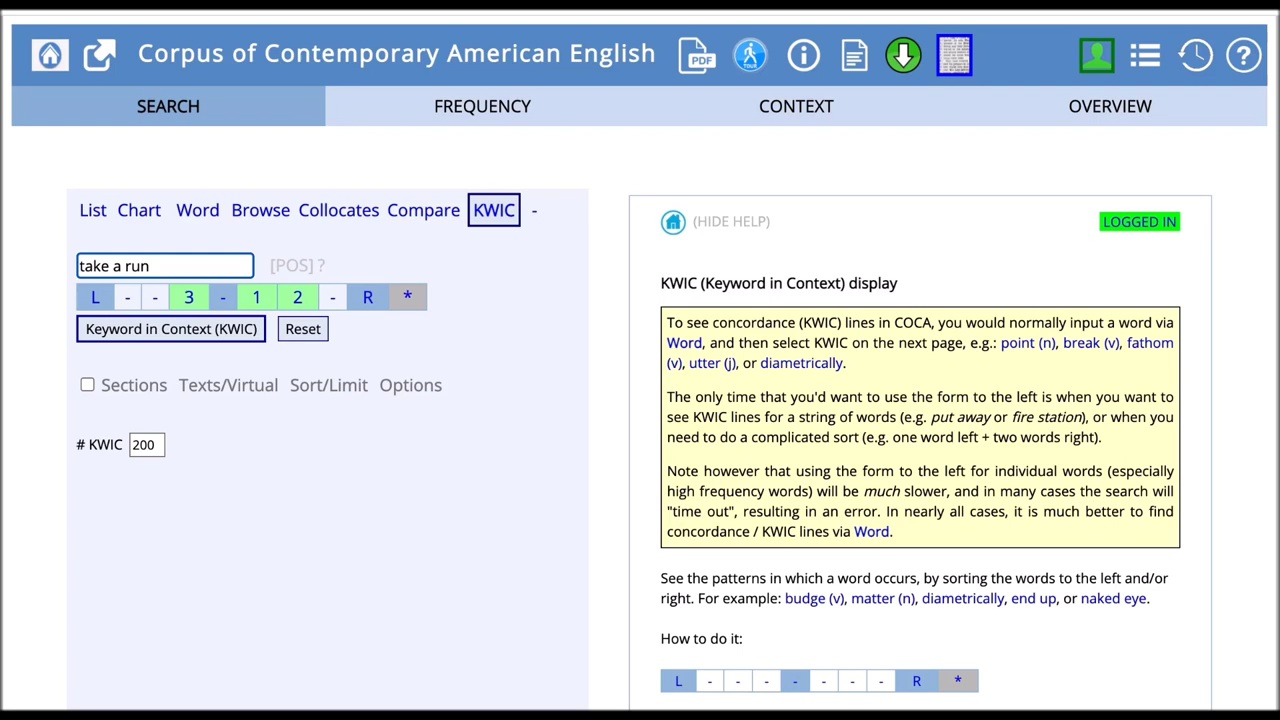 Corpus of Contemporary American English PDF TOUR
SEARCH FREQUENCY CONTEXT OVERVIEW
List Chart Word Browse Collocates Compare KWIC -
take a run [POS] ?
L - - 3 - 1 2 - R *
Keyword in Context (KWIC) Reset
Sections Texts/Virtual Sort/Limit Options
# KWIC 200
(HIDE HELP) LOGGED IN
KWIC (Keyword in Context) display
To see concordance (KWIC) lines in COCA, you would normally input a word via
Word, and then select KWIC on the next page, e.g.: point (n), break (v), fathom
(v), utter (j), or diametrically.
The only time that you'd want to use the form to the left is when you want to
see KWIC lines for a string of words (e.g. put away or fire station), or when you
need to do a complicated sort (e.g. one word left + two words right).
Note however that using the form to the left for individual words (especially
high frequency words) will be much slower, and in many cases the search will
"time out", resulting in an error. In nearly all cases, it is much better to find
concordance / KWIC lines via Word.
See the patterns in which a word occurs, by sorting the words to the left and/or
right. For example: budge (v), matter (n), diametrically, end up, or naked eye.
How to do it:
L - - - - - - - R *